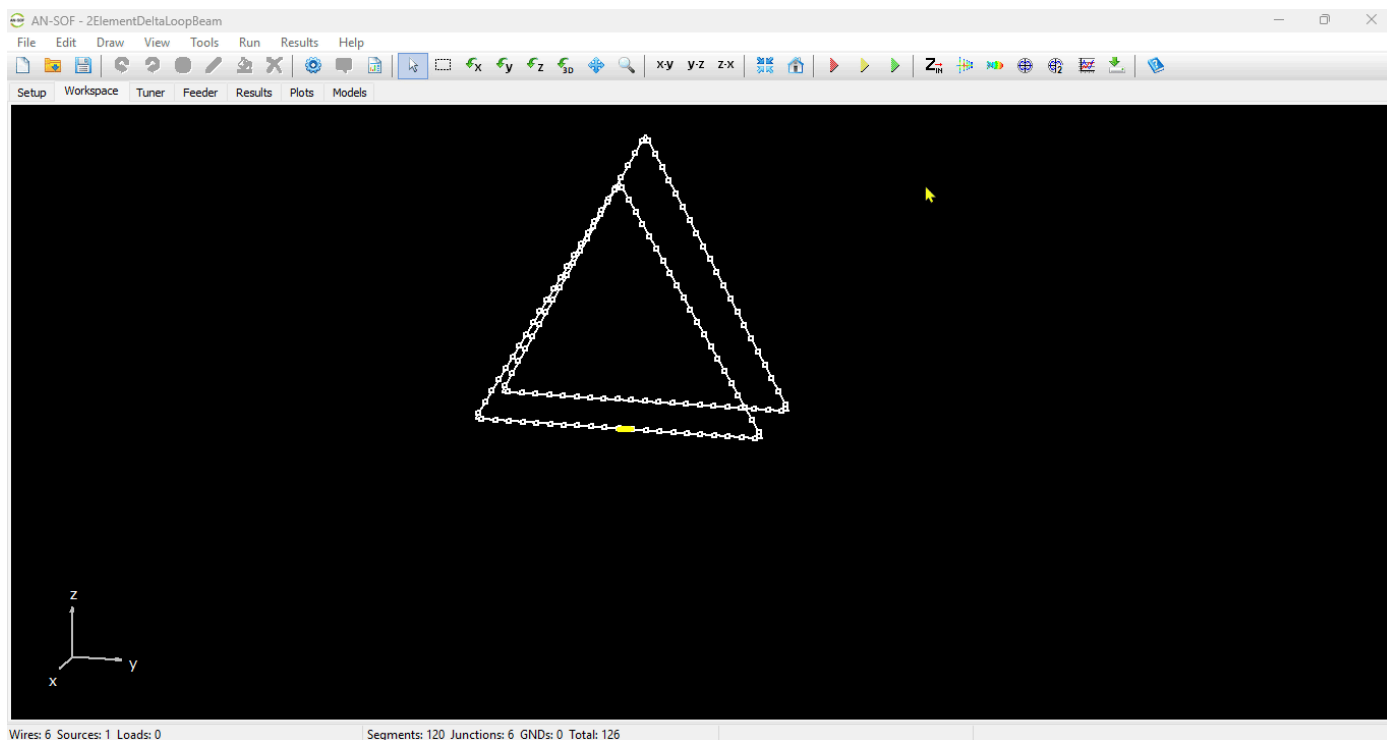 AN-SOF - 2ElementDeltaLoopBeam
File Edit Draw View Tools Run Results Help
x-y y-z z-x
Setup Workspace Tuner Feeder Results Plots Models
z
y
x
Wires: 6 Sources: 1 Loads: 0 Segments: 120 Junctions: 6 GNDs: 0 Total: 126